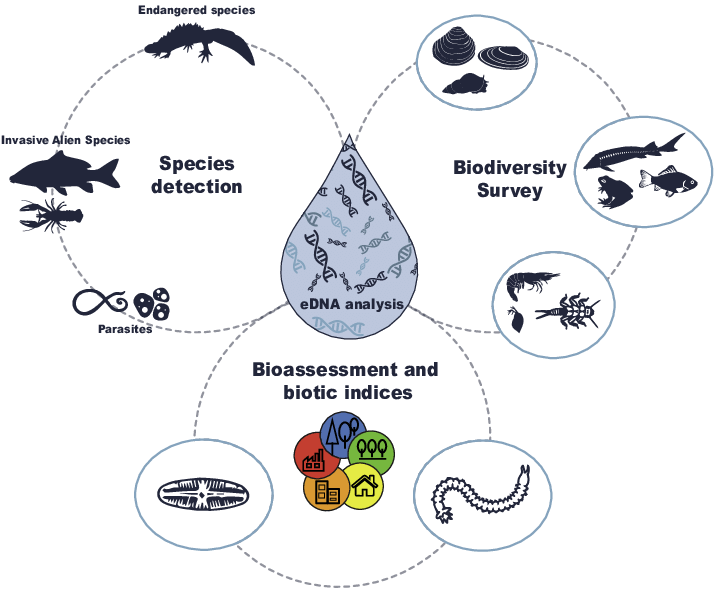 Endangered species
Invasive Alien Species
Species
detection
Biodiversity
Survey
Parasites
eDNA analysis
Bioassessment and
biotic indices